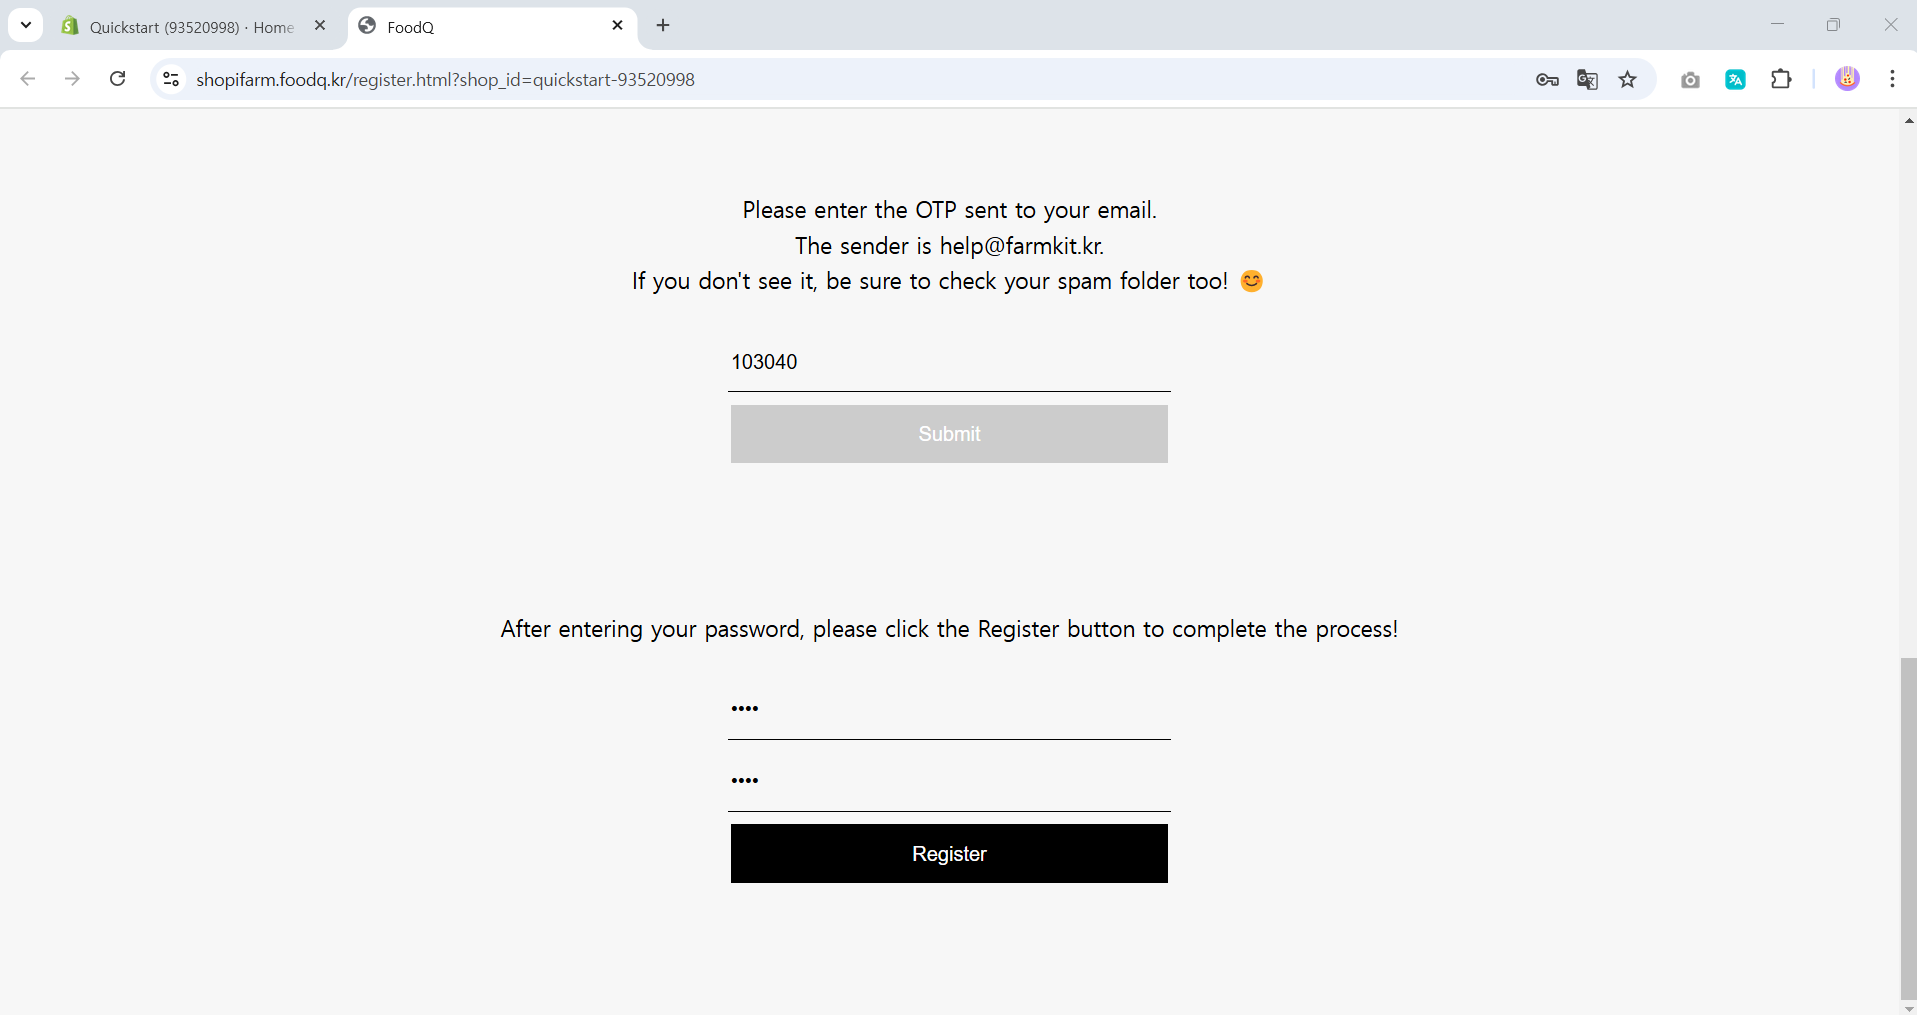 Quickstart (93520998) · Home
FoodQ
shopifarm.foodq.kr/register.html?shop_id=quickstart-93520998
Please enter the OTP sent to your email.
The sender is help@farmkit.kr.
If you don't see it, be sure to check your spam folder too! 😊
103040
Submit
After entering your password, please click the Register button to complete the process!
••••
••••
Register